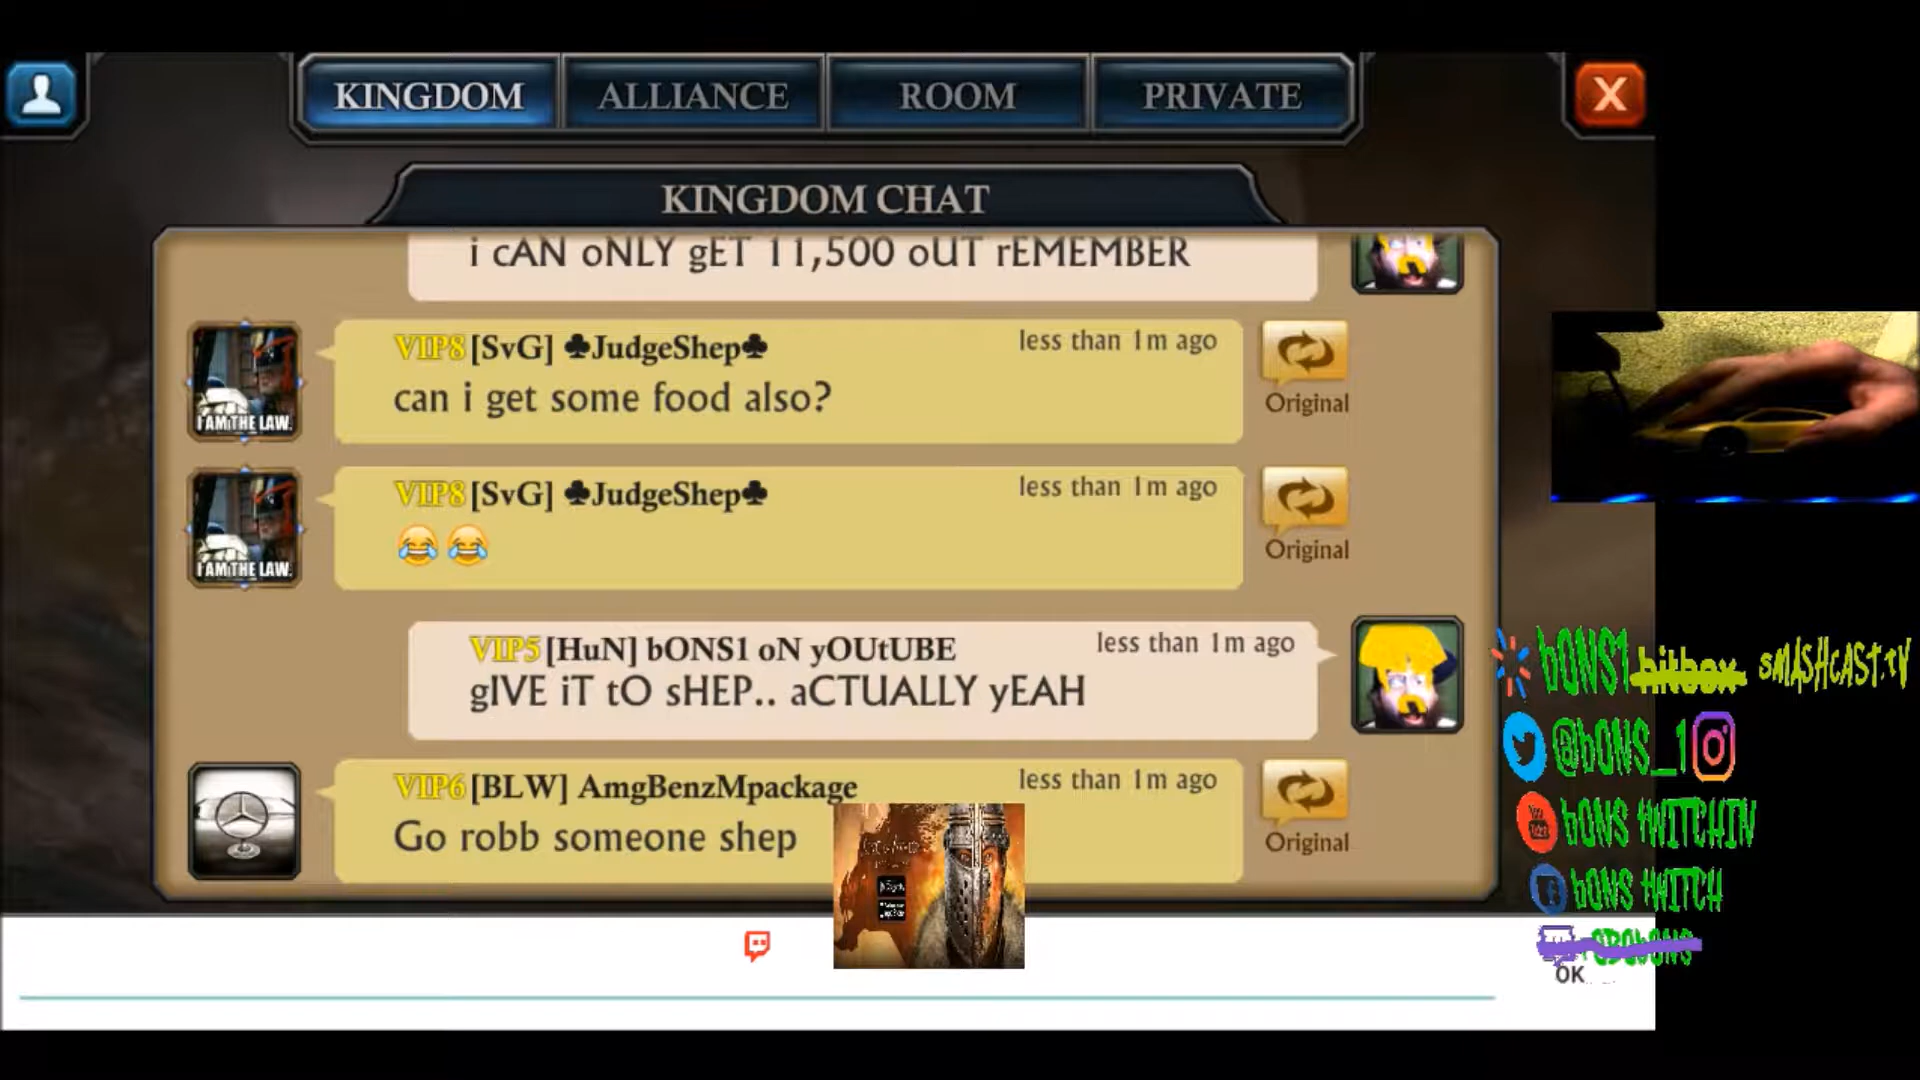 KINGDOM
ALLIANCE
ROOM
PRIVATE
X
KINGDOM CHAT
i cAN oNLY gET 11,500 oUT rEMEMBER
VIP8 [SvG] ♣JudgeShep♣
less than 1m ago
can i get some food also?
Original
I AM THE LAW.
VIP8 [SvG] ♣JudgeShep♣
less than 1m ago
😂 😂
Original
I AM THE LAW.
VIP5 [HuN] bONS1 oN yOUtUBE
less than 1m ago
gIVE iT tO sHEP.. aCTUALLY yEAH
VIP6 [BLW] AmgBenzMpackage
less than 1m ago
Go robb someone shep
Original
bONS1 hitbox sMASHcAST.tV
@bONS_1
bONS tWITCHIN
bONS tWITCH
OK